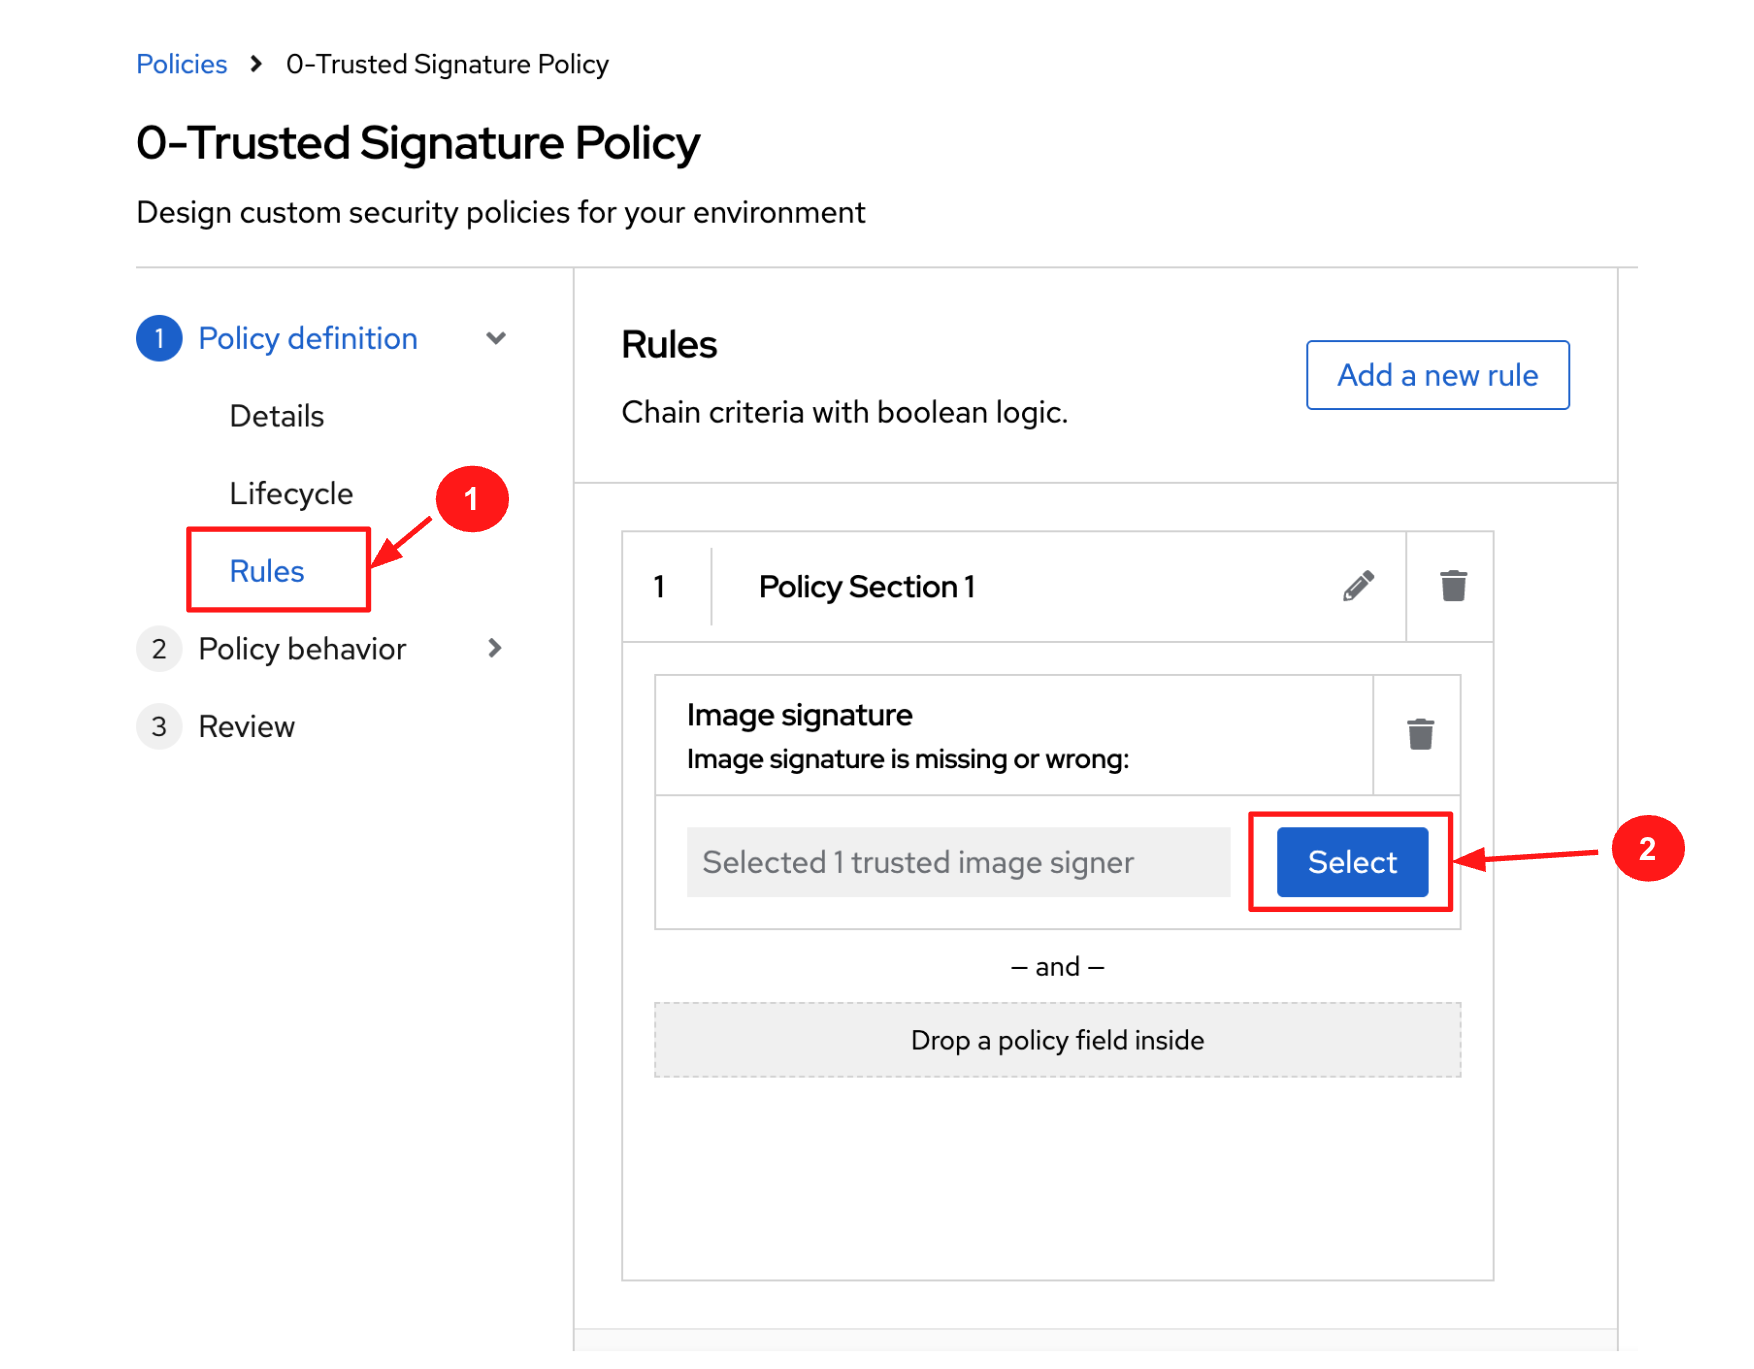 Policies > 0-Trusted Signature Policy
0-Trusted Signature Policy
Design custom security policies for your environment
1 Policy definition
Details
Lifecycle
1
Rules
2 Policy behavior
3 Review
Rules
Add a new rule
Chain criteria with boolean logic.
1 Policy Section 1
Image signature
Image signature is missing or wrong:
Selected 1 trusted image signer
Select
2
— and —
Drop a policy field inside